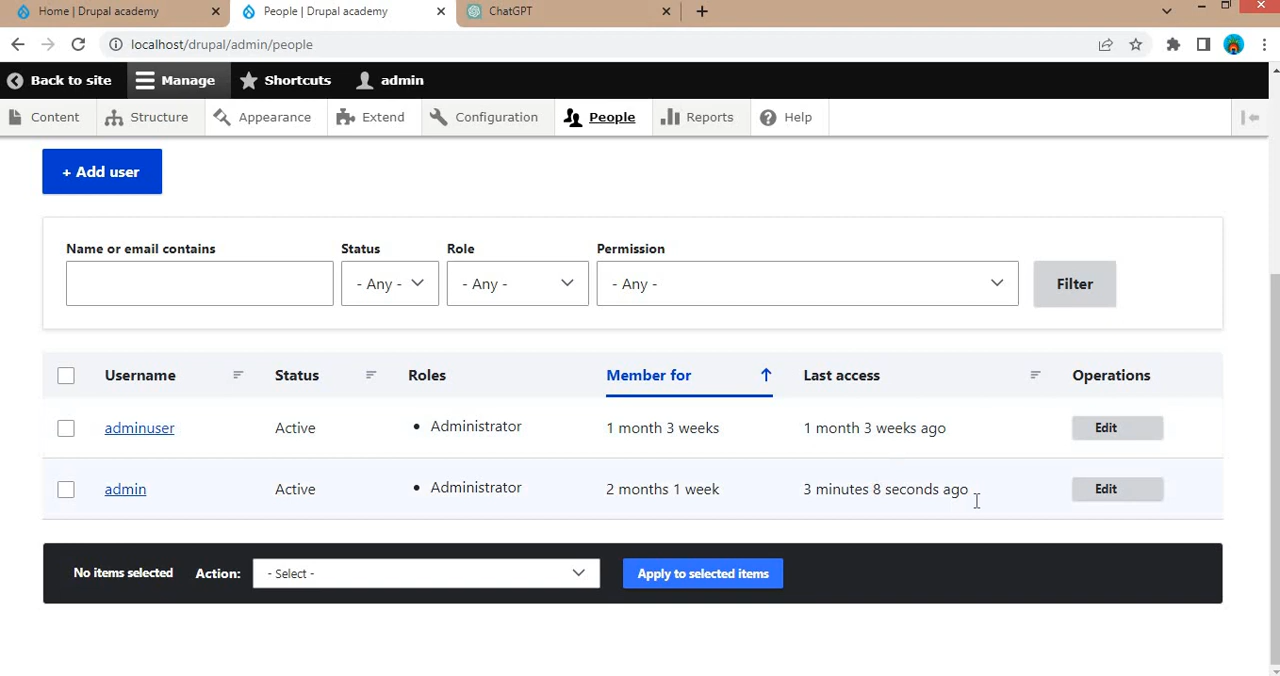 Home | Drupal academy
People | Drupal academy
ChatGPT
localhost/drupal/admin/people
Back to site Manage Shortcuts admin
Content Structure Appearance Extend Configuration People Reports Help
+ Add user
Name or email contains Status Role Permission
- Any - - Any - - Any - Filter
Username Status Roles Member for Last access Operations
adminuser Active • Administrator 1 month 3 weeks 1 month 3 weeks ago Edit
admin Active • Administrator 2 months 1 week 3 minutes 8 seconds ago Edit
No items selected Action: - Select - Apply to selected items